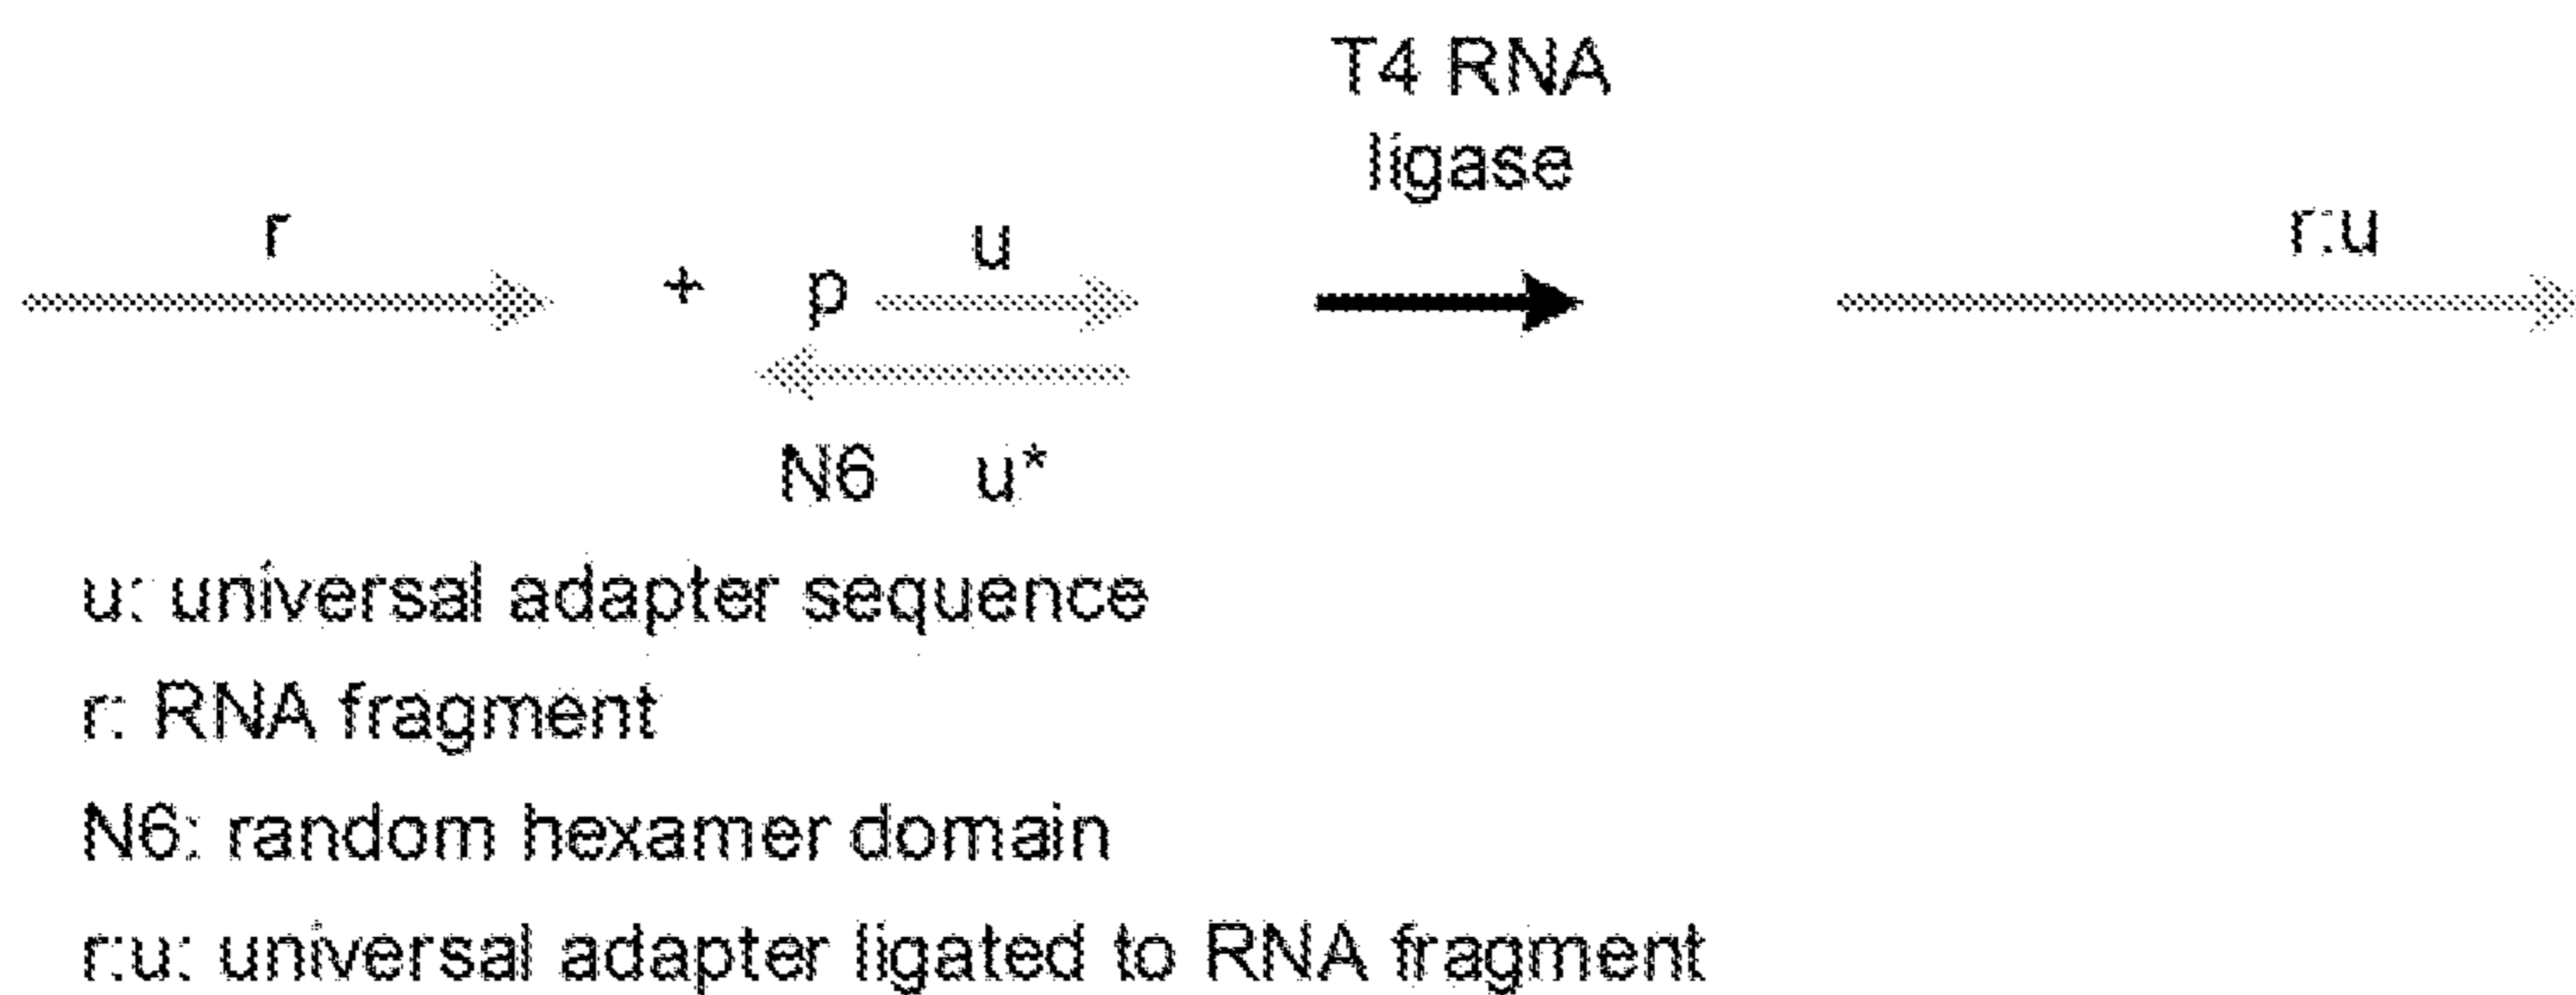 T4 RNA
ligase
r
+ p u
r:u
N6 u*
u: universal adapter sequence
r: RNA fragment
N6: random hexamer domain
r:u: universal adapter ligated to RNA fragment